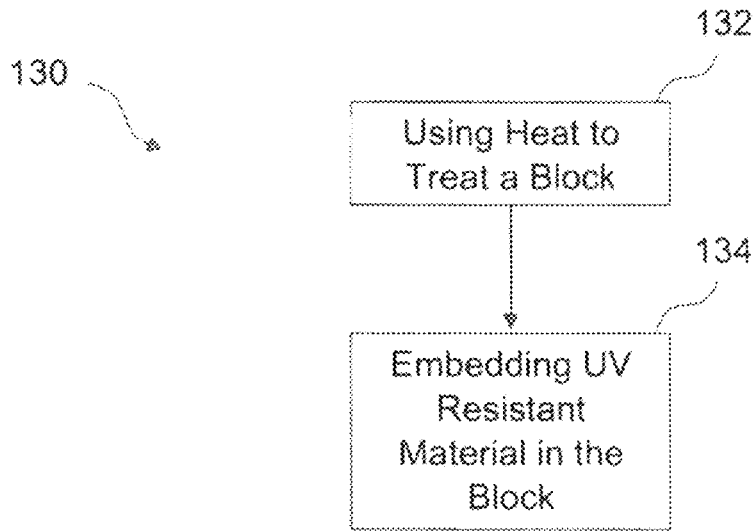 132
130
Using Heat to
Treat a Block
134
Embedding UV
Resistant
Material in the
Block